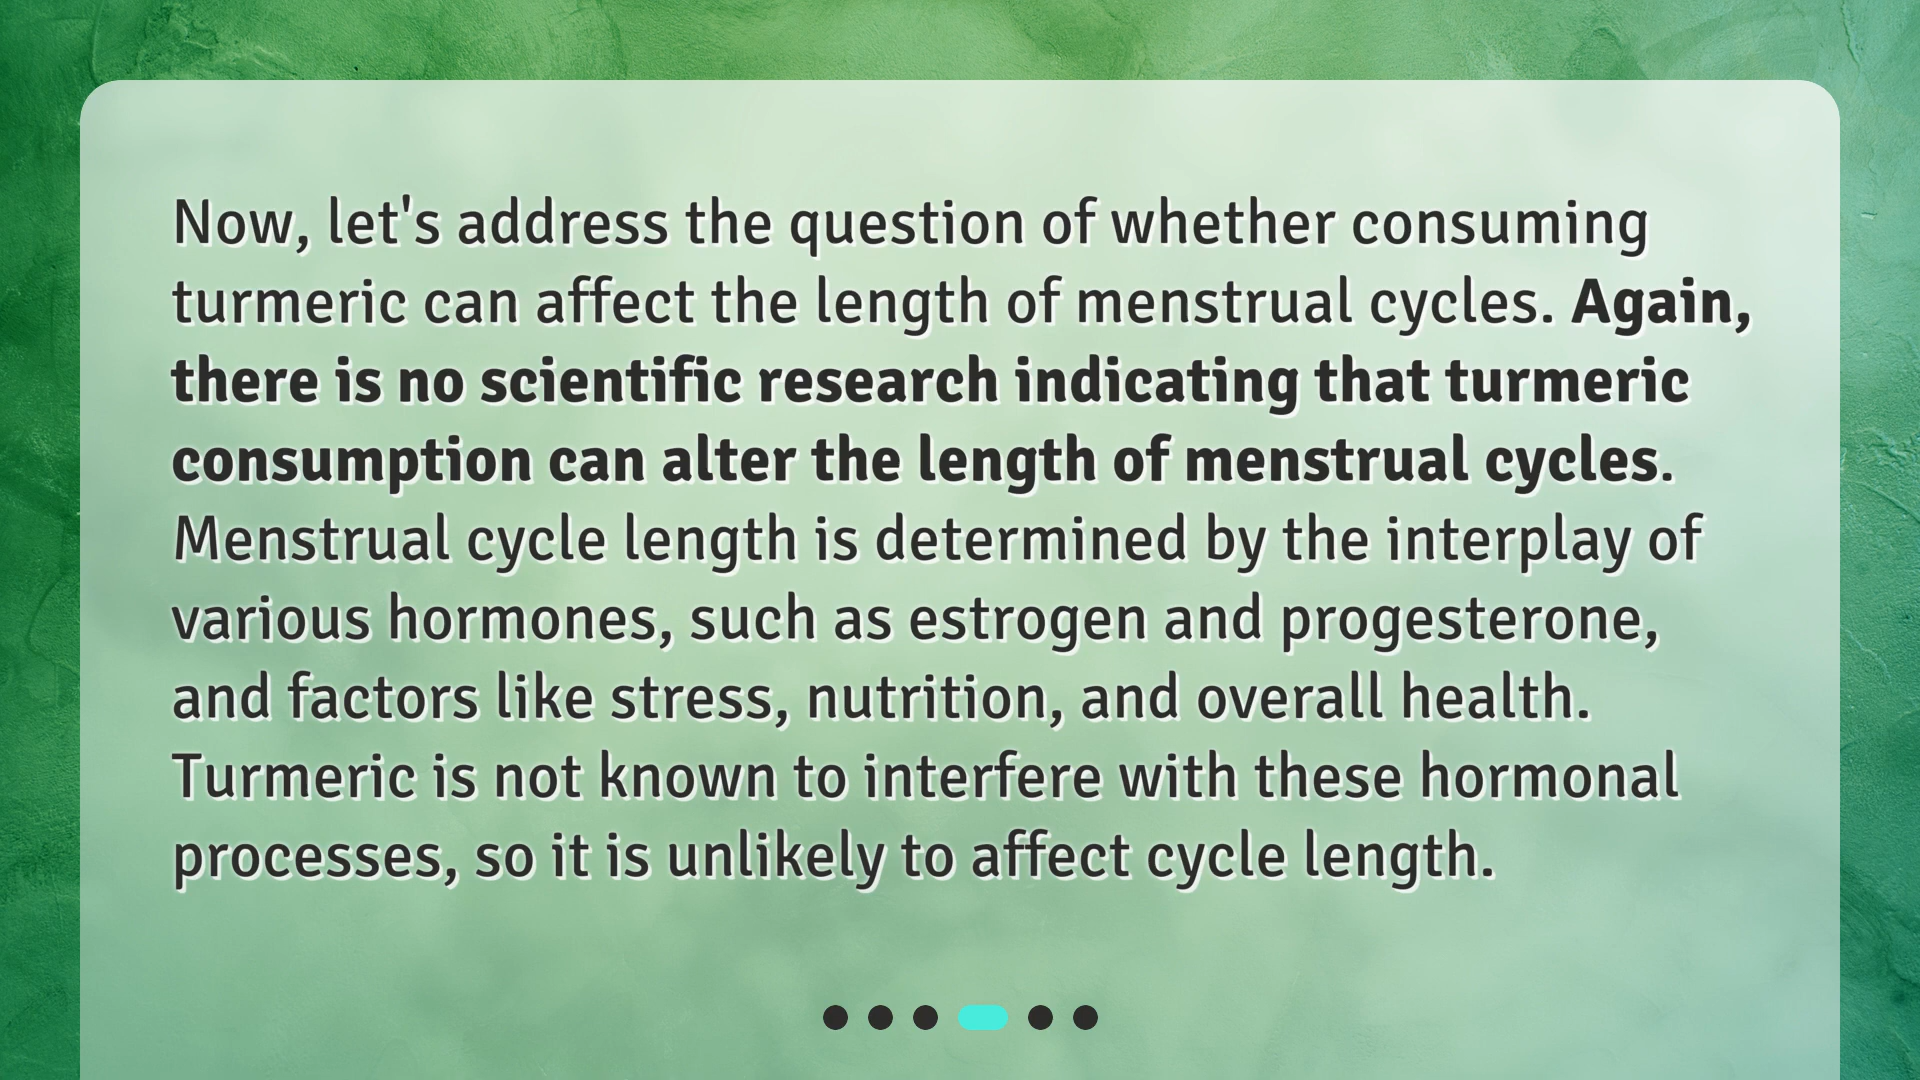 Now, let's address the question of whether consuming
turmeric can affect the length of menstrual cycles. Again,
there is no scientific research indicating that turmeric
consumption can alter the length of menstrual cycles.
Menstrual cycle length is determined by the interplay of
various hormones, such as estrogen and progesterone,
and factors like stress, nutrition, and overall health.
Turmeric is not known to interfere with these hormonal
processes, so it is unlikely to affect cycle length.